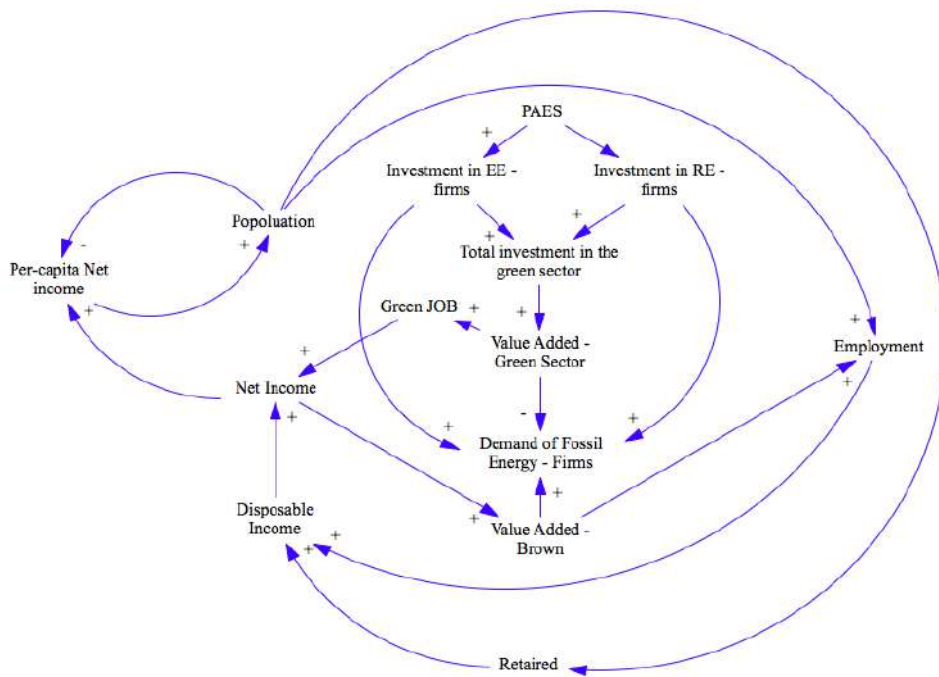 PAES
Investment in EE -
firms
Investment in RE -
firms
Popoluation
Total investment in the
green sector
Per-capita Net
income
Green JOB
Value Added -
Green Sector
Employment
Net Income
Demand of Fossil
Energy - Firms
Disposable
Income
Value Added -
Brown
Retaired